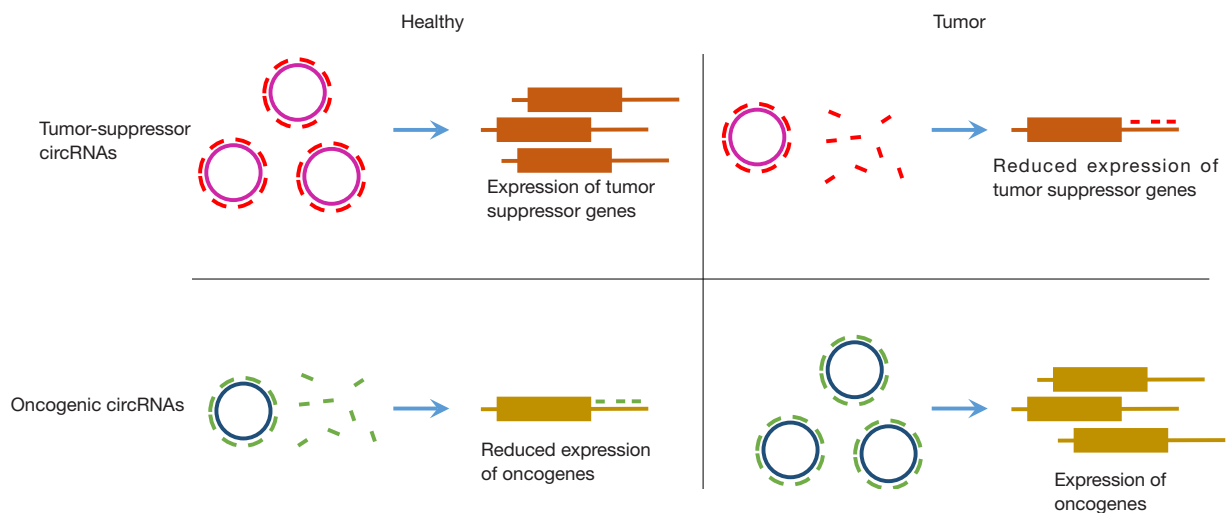 Healthy
Tumor
Tumor-suppressor
circRNAs
Expression of tumor
suppressor genes
Reduced expression of
tumor suppressor genes
Oncogenic circRNAs
Reduced expression
of oncogenes
Expression of
oncogenes